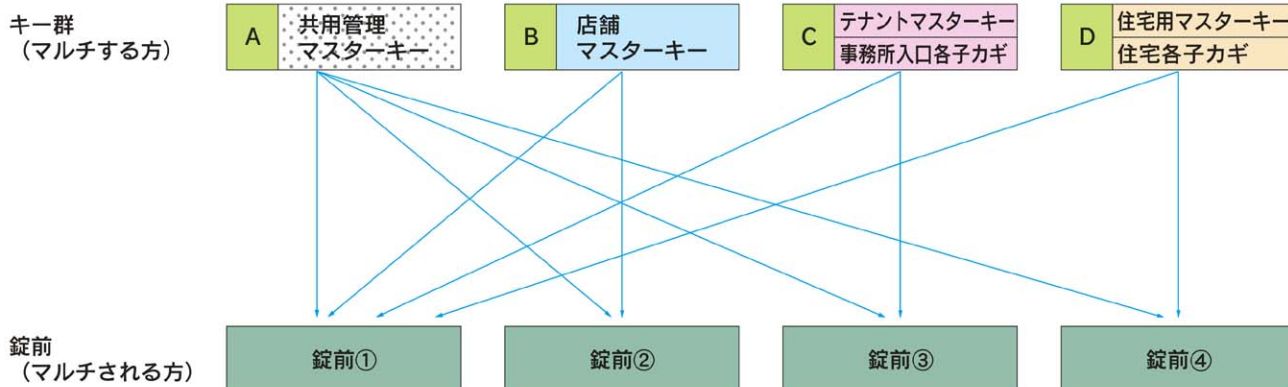 キー群
(マルチする方)
A
共用管理
マスターキー
B
店舗
マスターキー
C
テナントマスターキー
事務所入口各子カギ
D
住宅用マスターキー
住宅各子カギ
錠前
(マルチされる方)
錠前①
錠前②
錠前③
錠前④